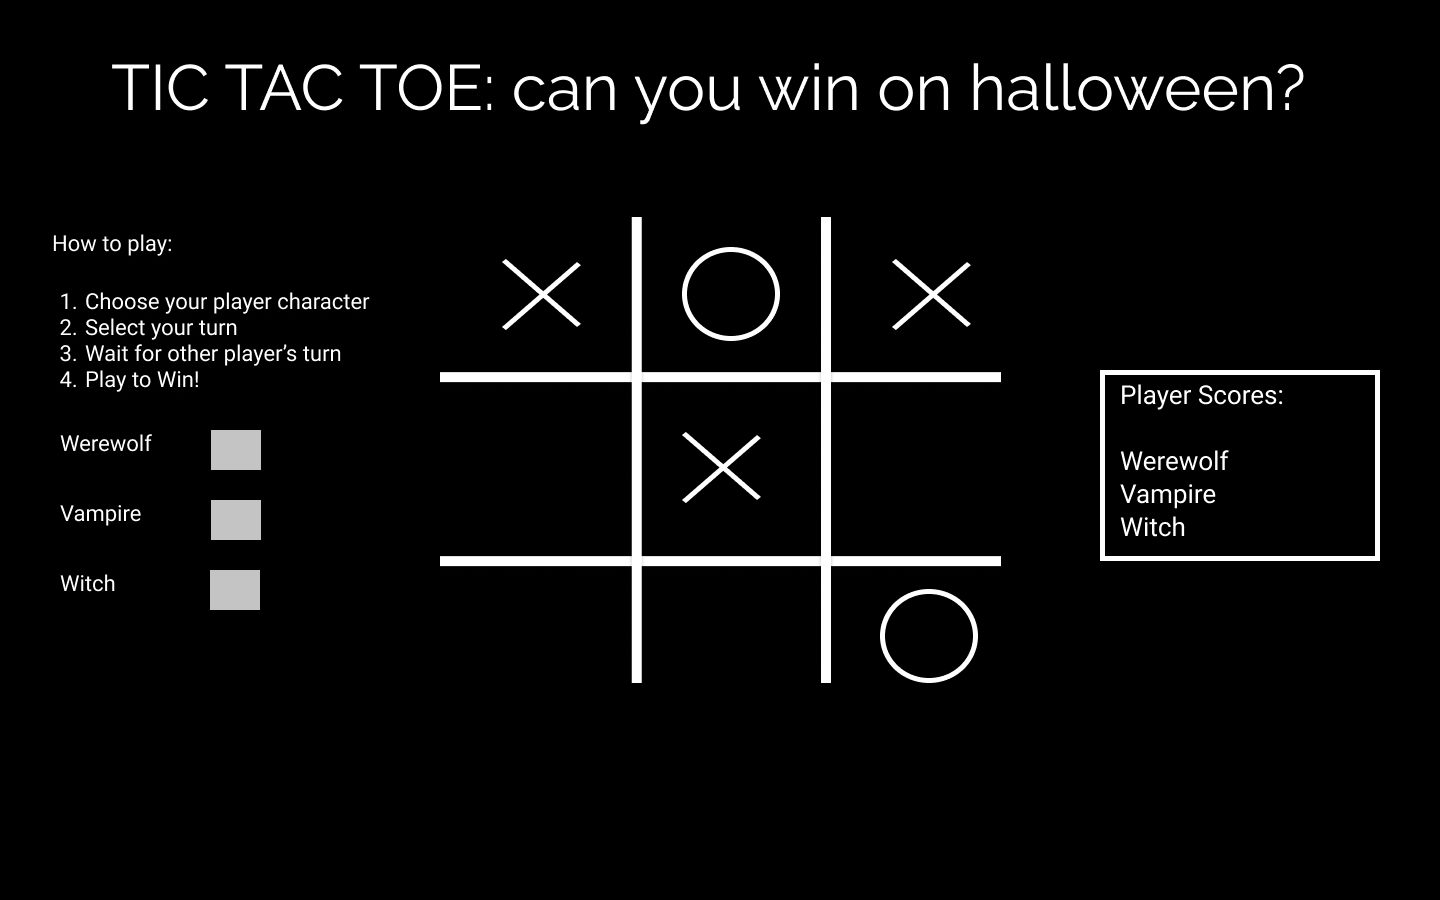 TIC TAC TOE: can you win on halloween?
How to play:
1. Choose your player character
2. Select your turn
3. Wait for other player’s turn
4. Play to Win!
Werewolf
Vampire
Witch
Player Scores:
Werewolf
Vampire
Witch